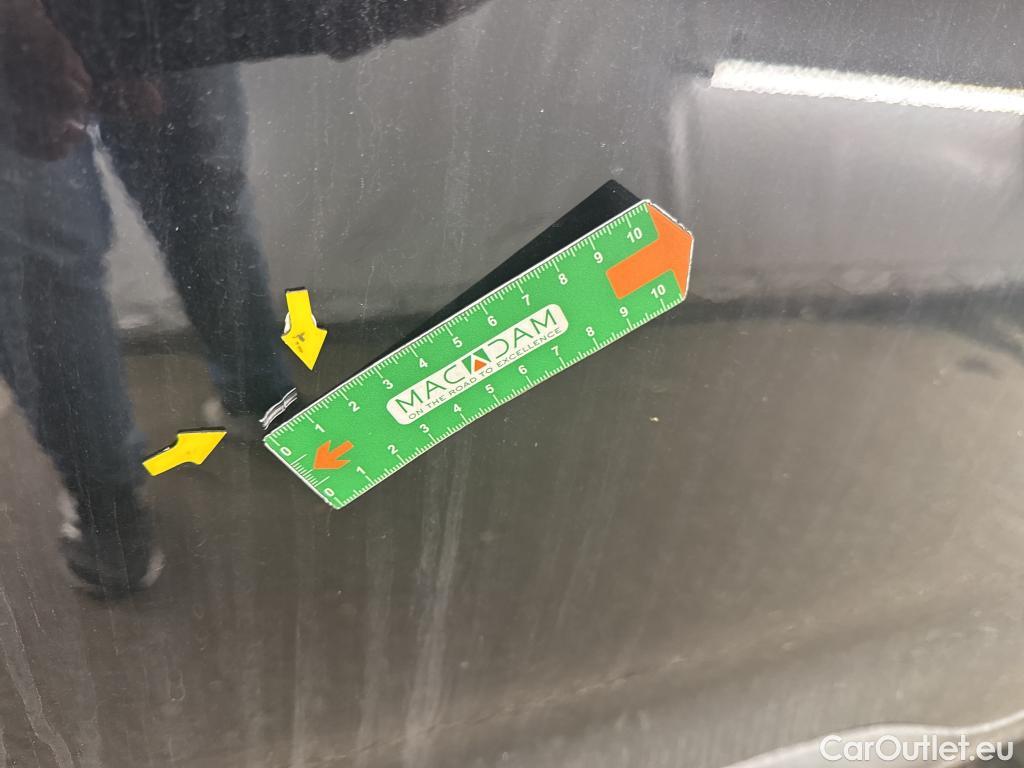 0 1 2 3 4 5 6 7 8 9 10
MACADAM
ON THE ROAD TO EXCELLENCE
0 1 2 3 4 5 6 7 8 9 10
CarOutlet.eu